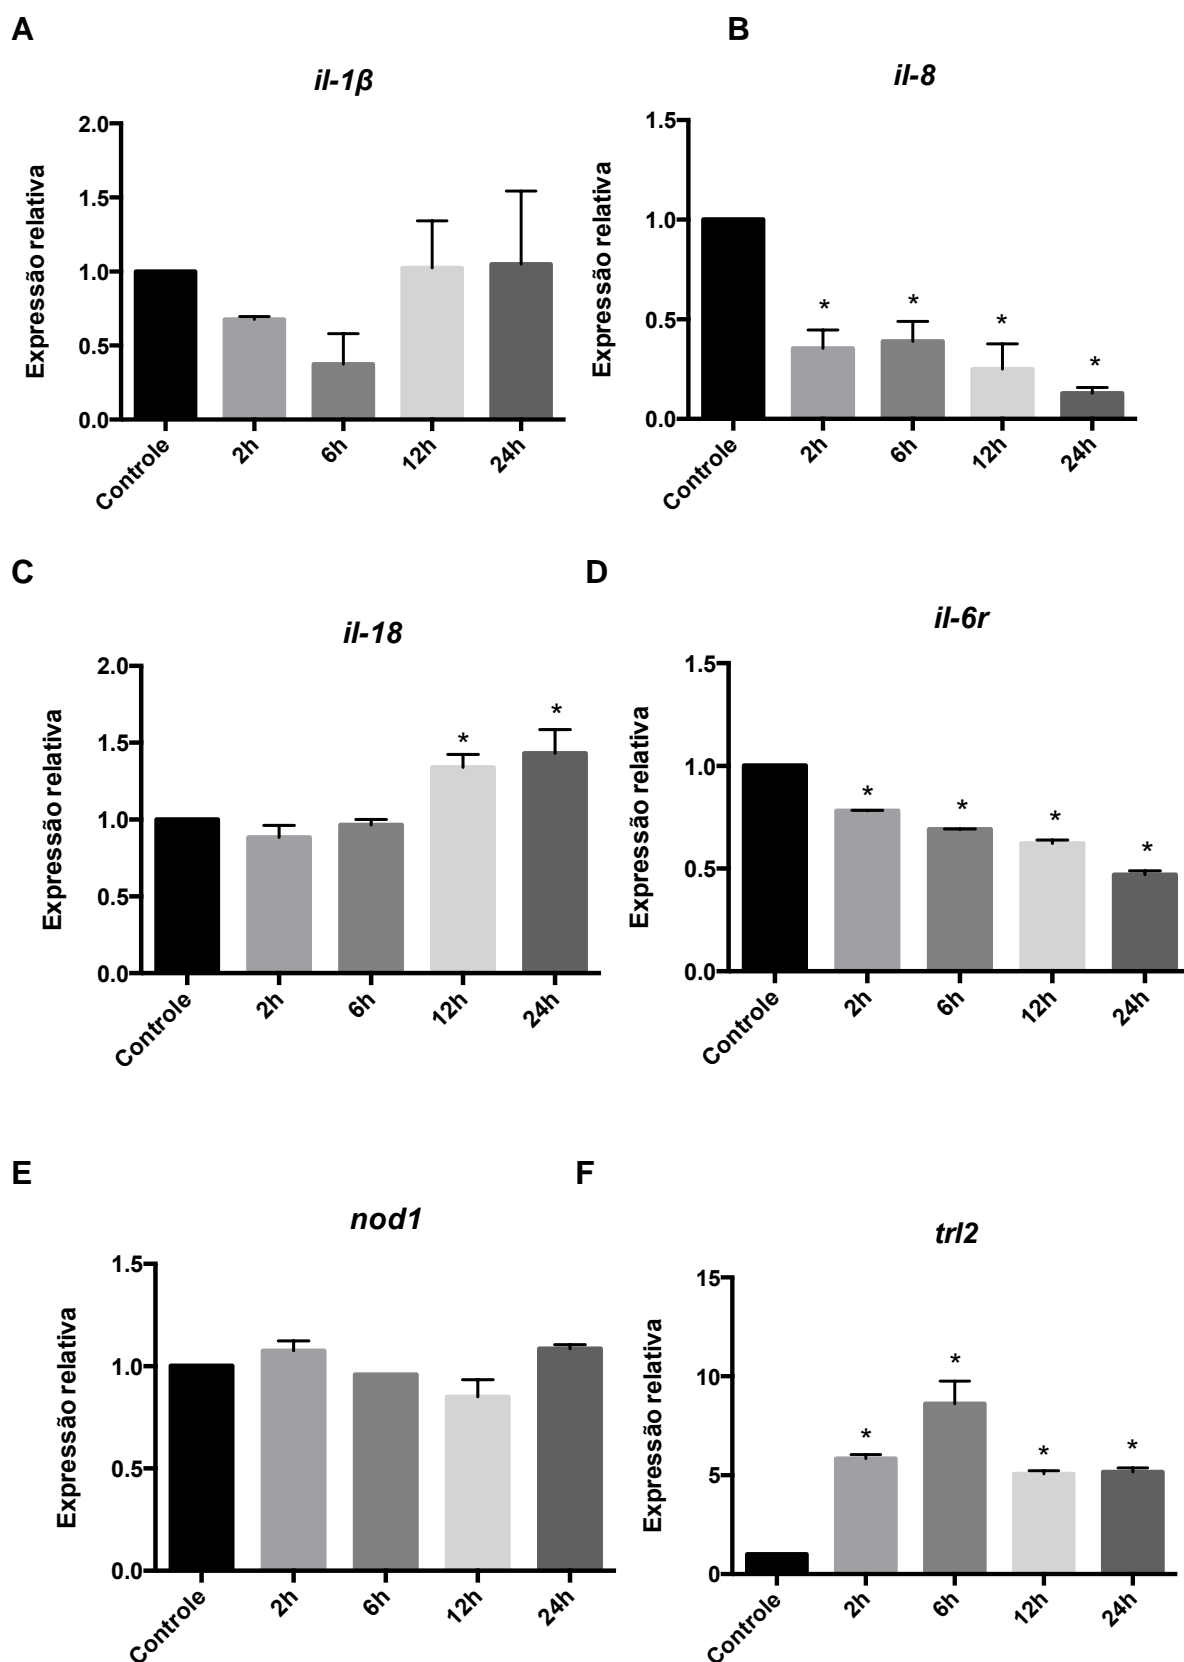 A
il-1β
Expressão relativa
2.0
1.5
1.0
0.5
0.0
Controle
2h
6h
12h
24h
B
il-8
Expressão relativa
1.5
1.0
0.5
0.0
* * * *
Controle
2h
6h
12h
24h
C
il-18
Expressão relativa
2.0
1.5
1.0
0.5
0.0
* *
Controle
2h
6h
12h
24h
D
il-6r
Expressão relativa
1.5
1.0
0.5
0.0
* * * *
Controle
2h
6h
12h
24h
E
nod1
Expressão relativa
1.5
1.0
0.5
0.0
Controle
2h
6h
12h
24h
F
trl2
Expressão relativa
15
10
5
0
* * * *
Controle
2h
6h
12h
24h